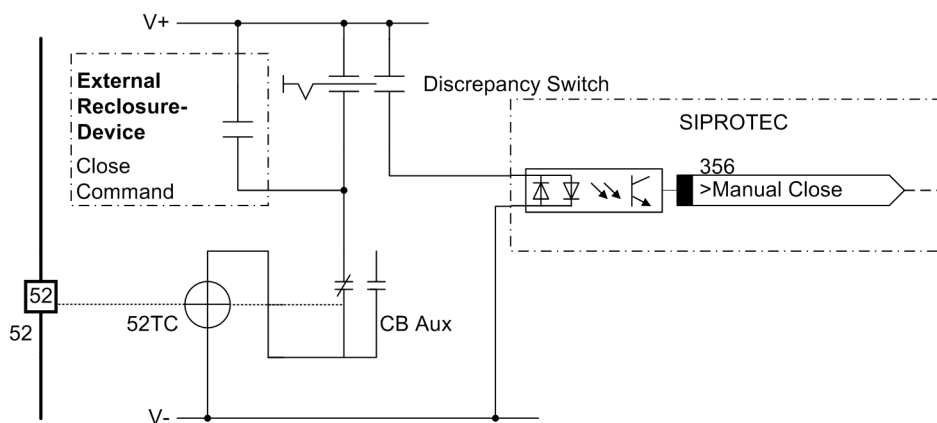 V+
External
Reclosure-
Device
Close
Command
Discrepancy Switch
SIPROTEC
356
>Manual Close
52
52
52TC
CB Aux
V-